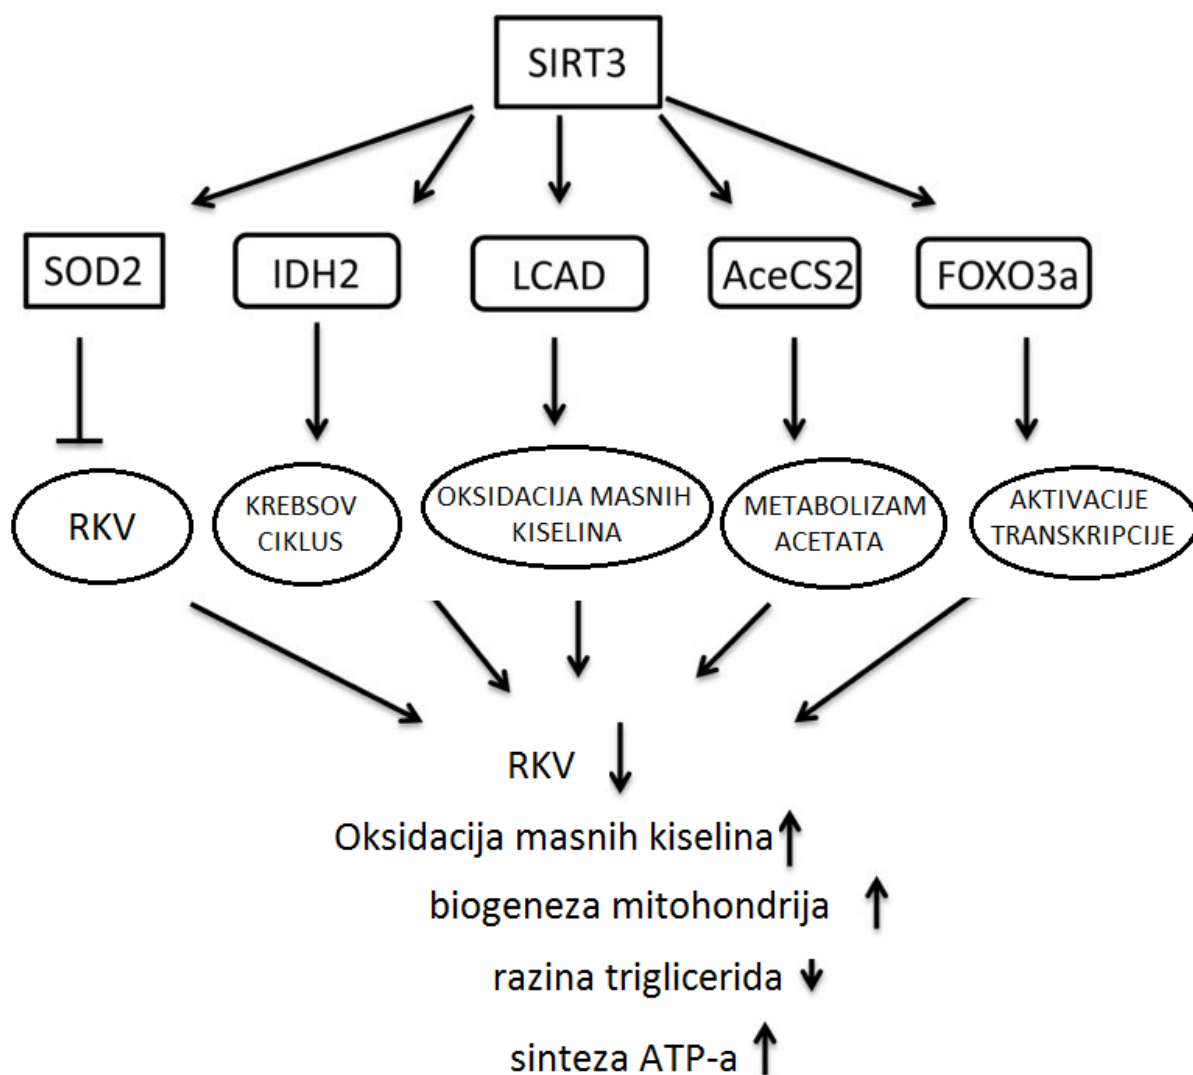 SIRT3
SOD2
IDH2
LCAD
AceCS2
FOXO3a
RKV
KREBSOV
CIKLUS
OKSIDACIJA MASNIH
KISELINA
METABOLIZAM
ACETATA
AKTIVACIJE
TRANSKRIPCIJE
RKV
Oksidacija masnih kiselina
biogeneza mitohondrija
razina triglicerida
sinteza ATP-a